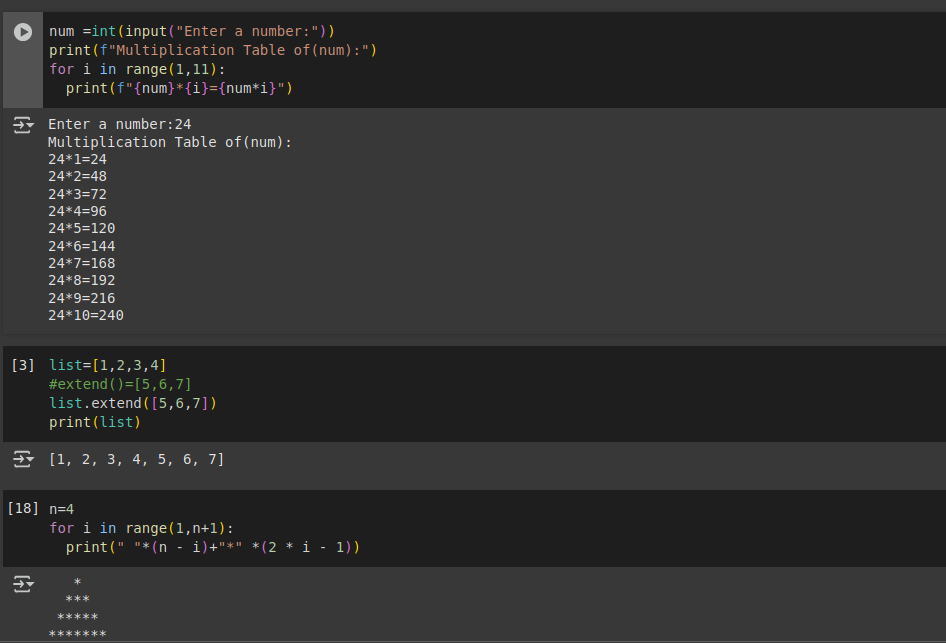 num =int(input("Enter a number:"))
print(f"Multiplication Table of(num):")
for i in range(1,11):
  print(f"{num}*{i}={num*i}")
Enter a number:24
Multiplication Table of(num):
24*1=24
24*2=48
24*3=72
24*4=96
24*5=120
24*6=144
24*7=168
24*8=192
24*9=216
24*10=240
[3] list=[1,2,3,4]
#extend()=[5,6,7]
list.extend([5,6,7])
print(list)
[1, 2, 3, 4, 5, 6, 7]
[18] n=4
for i in range(1,n+1):
  print(" "*(n - i)+"*" *(2 * i - 1))
   *
  ***
 *****
*******